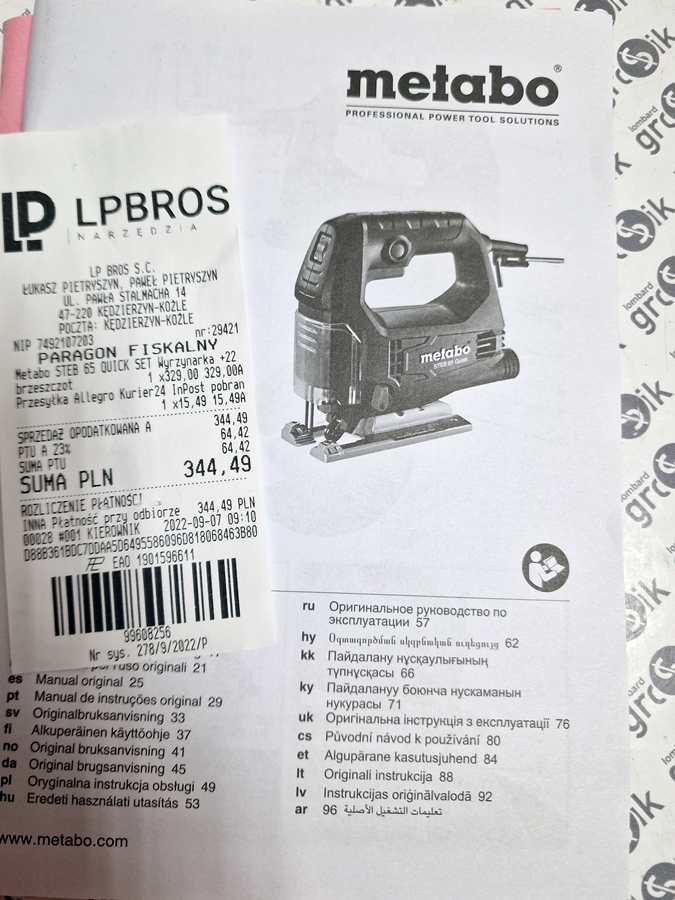 metabo®
PROFESSIONAL POWER TOOL SOLUTIONS
LP LPBROS
NARZĘDZIA
LP BROS S.C.
ŁUKASZ PIETRYSZYN, PAWEŁ PIETRYSZYN
UL. PAWŁA STALMACHA 14
47-220 KĘDZIERZYN-KOŹLE
POCZTA: KĘDZIERZYN-KOŹLE
NIP 7492107203 nr:29421
PARAGON FISKALNY
Metabo STEB 65 QUICK SET Wyrzynarka +22
brzeszczot 1 x329,00 329,00A
Przesyłka Allegro Kurier24 InPost pobran
1 x15,49 15,49A
SPRZEDAŻ OPODATKOWANA A 344,49
PTU A 23% 64,42
SUMA PTU 64,42
SUMA PLN 344,49
ROZLICZENIE PŁATNOŚCI
INNA Płatność przy odbiorze 344,49 PLN
00028 #001 KIEROWNIK 2022-09-07 09:10
D88B361BDC7DDAA5D6495586096D818068463B80
EAO 1901596611
99608256
Nr sys. 278/9/2022/P
metabo
STEB 65 Quick
l'uso originali 21
es Manual original 25
pt Manual de instruções original 29
sv Originalbruksanvisning 33
fi Alkuperäinen käyttöohje 37
no Original bruksanvisning 41
da Original brugsanvisning 45
pl Oryginalna instrukcja obsługi 49
hu Eredeti használati utasítás 53
www.metabo.com
ru Оригинальное руководство по
эксплуатации 57
hy Օգտագործման սկզբնական ուղեցույց 62
kk Пайдалану нұсқаулығының
түпнұсқасы 66
ky Пайдалануу боюнча нускаманын
нукурасы 71
uk Оригінальна інструкція з експлуатації 76
cs Původní návod k používání 80
et Algupärane kasutusjuhend 84
lt Originali instrukcija 88
lv Instrukcijas oriģinālvalodā 92
ar 96 تعليمات التشغيل الأصلية
lombard
lombard
lombard
lombard
lombard